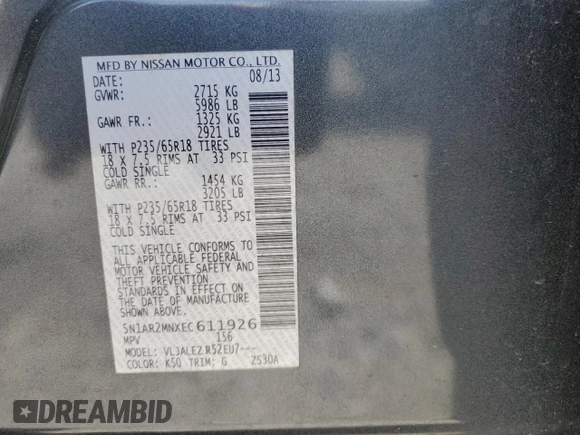 MFD BY NISSAN MOTOR CO., LTD.
DATE: 08/13
GVWR: 2715 KG
5986 LB
GAWR FR.: 1325 KG
2921 LB
WITH P235/65R18 TIRES
18 X 7.5 RIMS AT 33 PSI
COLD SINGLE
GAWR RR.: 1454 KG
3205 LB
WITH P235/65R18 TIRES
18 X 7.5 RIMS AT 33 PSI
COLD SINGLE
THIS VEHICLE CONFORMS TO
ALL APPLICABLE FEDERAL
MOTOR VEHICLE SAFETY AND
THEFT PREVENTION
STANDARDS IN EFFECT ON
THE DATE OF MANUFACTURE
SHOWN ABOVE.
5N1AR2MNXEC611926
MPV 156
MODEL: VL3ALEZ R52EU7---
COLOR: K50 TRIM: G ZS30A
DREAMBID